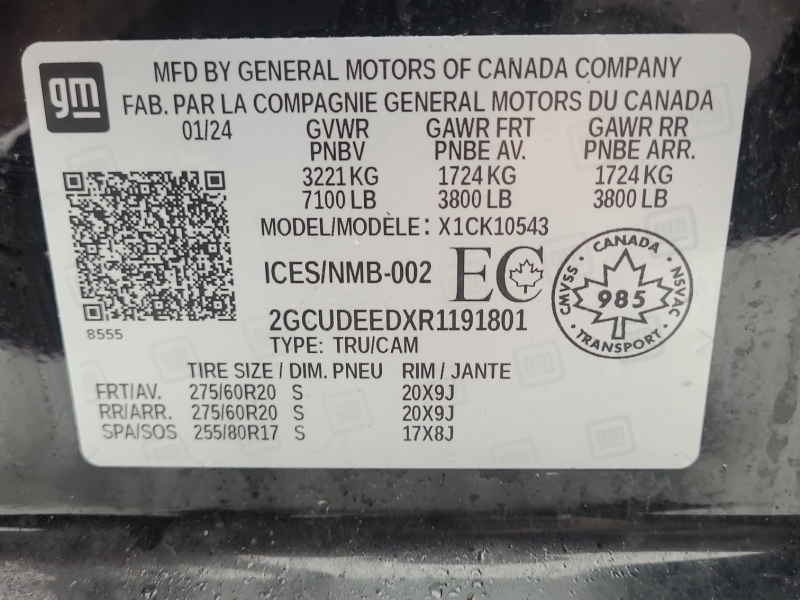 gm
MFD BY GENERAL MOTORS OF CANADA COMPANY
FAB. PAR LA COMPAGNIE GENERAL MOTORS DU CANADA
01/24 GVWR GAWR FRT GAWR RR
PNBV PNBE AV. PNBE ARR.
3221 KG 1724 KG 1724 KG
7100 LB 3800 LB 3800 LB
MODEL/MODÈLE: X1CK10543
ICES/NMB-002 EC
CANADA
CMVSS 985 NSVAC
TRANSPORT
8555
2GCUDEEDXR1191801
TYPE: TRU/CAM
TIRE SIZE / DIM. PNEU RIM / JANTE
FRT/AV. 275/60R20 S 20X9J
RR/ARR. 275/60R20 S 20X9J
SPA/SOS 255/80R17 S 17X8J